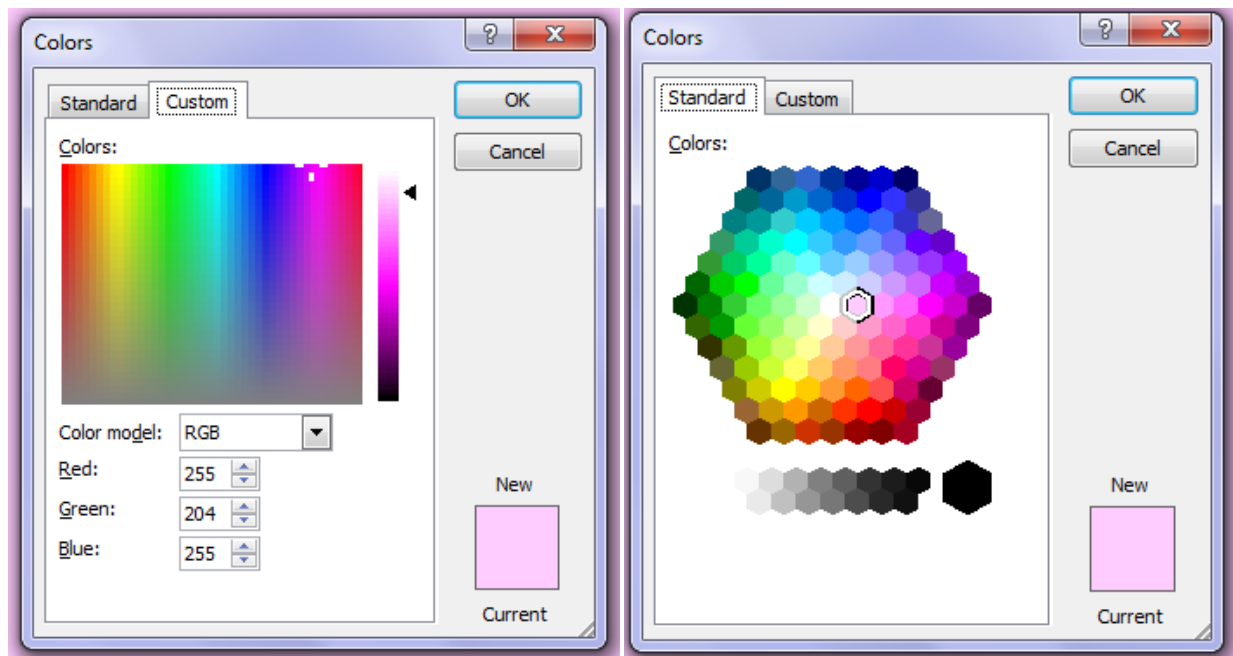 Colors
?
X
Standard
Custom
OK
Cancel
Colors:
Color model:
RGB
Red:
255
Green:
204
Blue:
255
New
Current
Colors
?
X
Standard
Custom
OK
Cancel
Colors:
New
Current